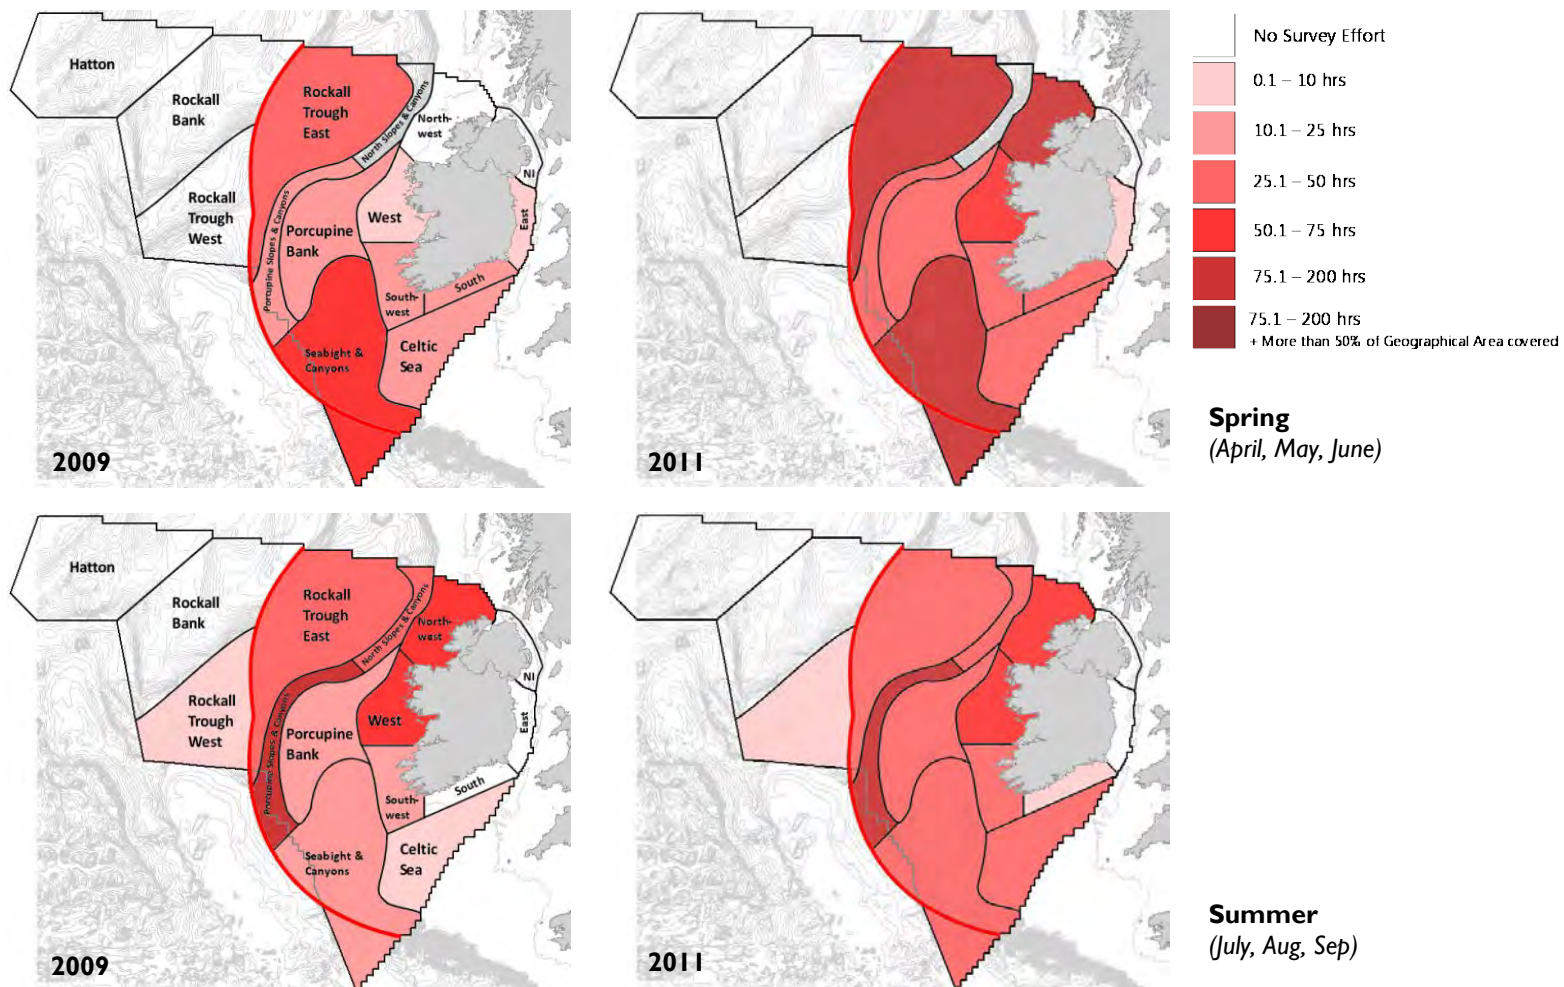 Hatton
Rockall
Bank
Rockall
Trough
East
North Slopes & Canyons
North-
west
NI
East
Rockall
Trough
West
Porcupine Slopes & Canyons
Porcupine
Bank
West
South
South-
west
Celtic
Sea
Seabight &
Canyons
2009
2011
No Survey Effort
0.1 – 10 hrs
10.1 – 25 hrs
25.1 – 50 hrs
50.1 – 75 hrs
75.1 – 200 hrs
75.1 – 200 hrs
+ More than 50% of Geographical Area covered
Spring
(April, May, June)
Hatton
Rockall
Bank
Rockall
Trough
East
North Slopes & Canyons
North-
west
NI
East
Rockall
Trough
West
Porcupine Slopes & Canyons
Porcupine
Bank
West
South
South-
west
Celtic
Sea
Seabight &
Canyons
2009
2011
Summer
(July, Aug, Sep)